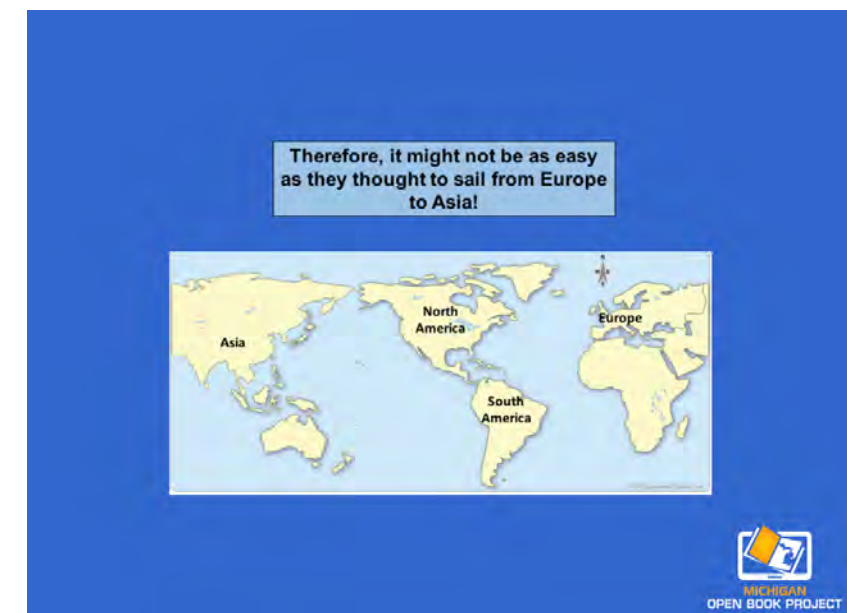 Therefore, it might not be as easy
as they thought to sail from Europe
to Asia!
North
America
Europe
Asia
South
America
MICHIGAN
OPEN BOOK PROJECT